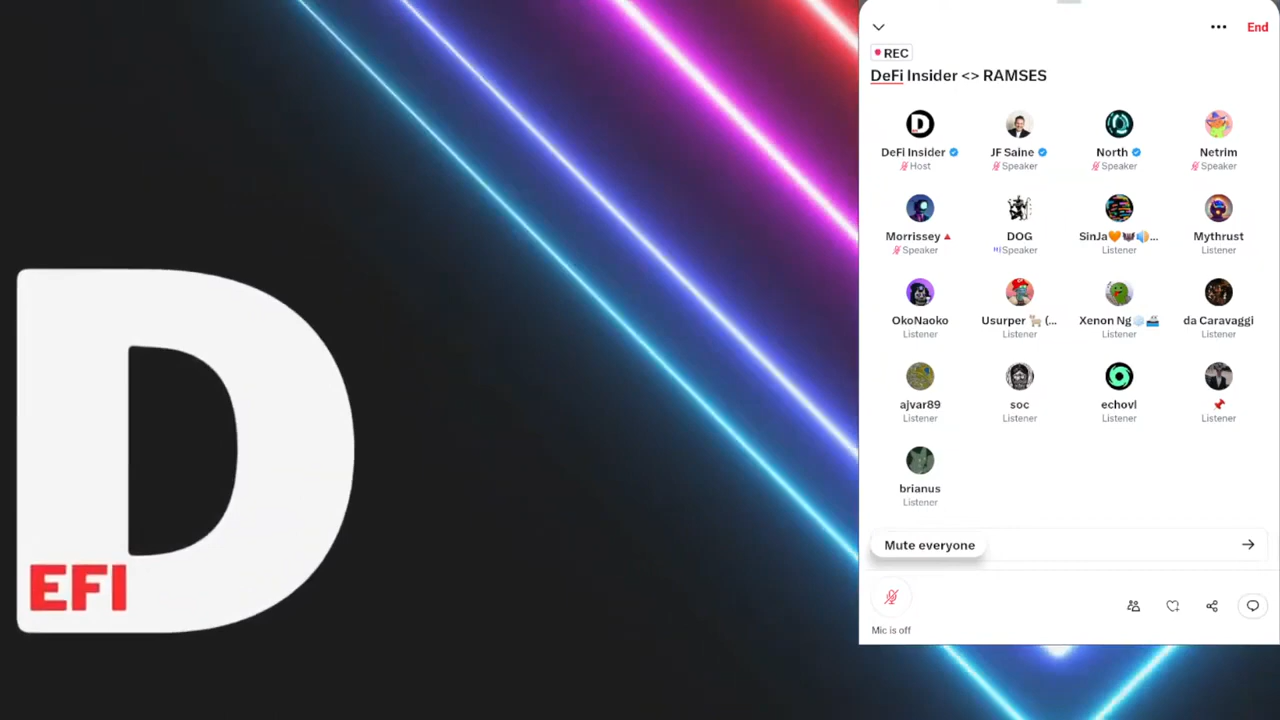 End
REC
DeFi Insider <> RAMSES
DeFi Insider
Host
JF Saine
Speaker
North
Speaker
Netrim
Speaker
Morrissey🔺
Speaker
DOG
Speaker
SinJa🧡🦇🔊...
Listener
Mythrust
Listener
OkoNaoko
Listener
Usurper 🐪 (...
Listener
Xenon Ng
Listener
da Caravaggi
Listener
ajvar89
Listener
soc
Listener
echovl
Listener
📌
Listener
brianus
Listener
Mute everyone
Mic is off
D
EFI